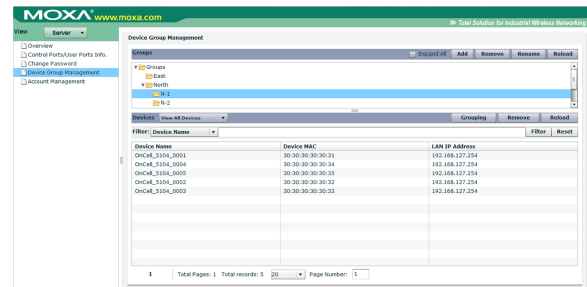 MOXA® www.moxa.com
Total Solution for Industrial Wireless Networking
View Server
Overview
Control Ports/User Ports Info.
Change Password
Device Group Management
Account Management
Device Group Management
Groups Expand All Add Remove Rename Reload
Groups
East
North
N-1
N-2
Devices View All Devices Grouping Remove Reload
Filter: Device Name Filter Reset
Device Name Device MAC LAN IP Address
OnCell_5104_0001 30:30:30:30:30:31 192.168.127.254
OnCell_5104_0004 30:30:30:30:30:34 192.168.127.254
OnCell_5104_0005 30:30:30:30:30:35 192.168.127.254
OnCell_5104_0002 30:30:30:30:30:32 192.168.127.254
OnCell_5104_0003 30:30:30:30:30:33 192.168.127.254
1 Total Pages: 1 Total records: 5 20 Page Number: 1